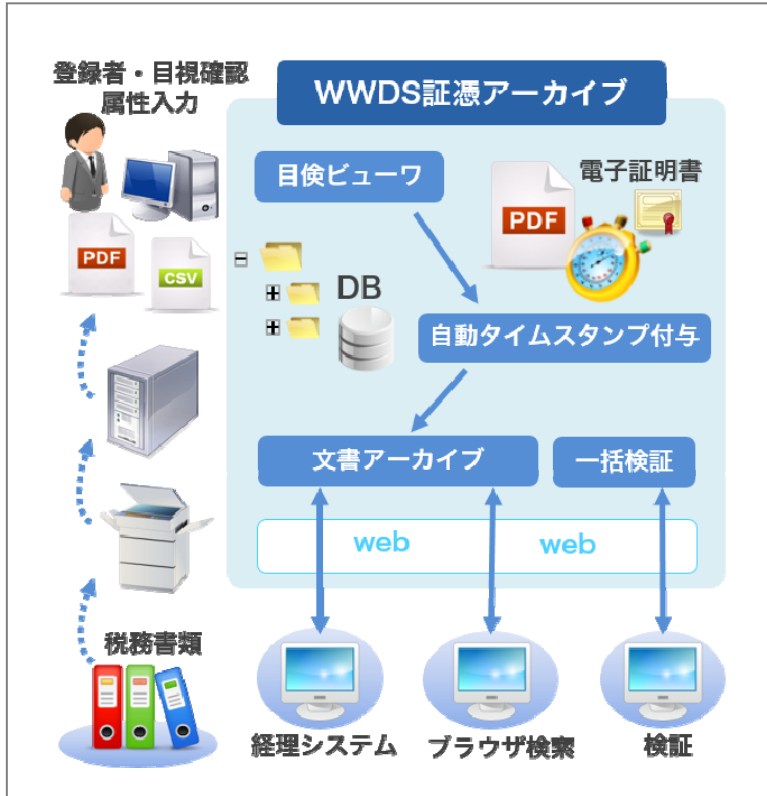 登録者・目視確認
属性入力
WWDS証憑アーカイブ
目検ビューワ
電子証明書
PDF
PDF
CSV
DB
自動タイムスタンプ付与
文書アーカイブ
一括検証
web
web
税務書類
経理システム
ブラウザ検索
検証